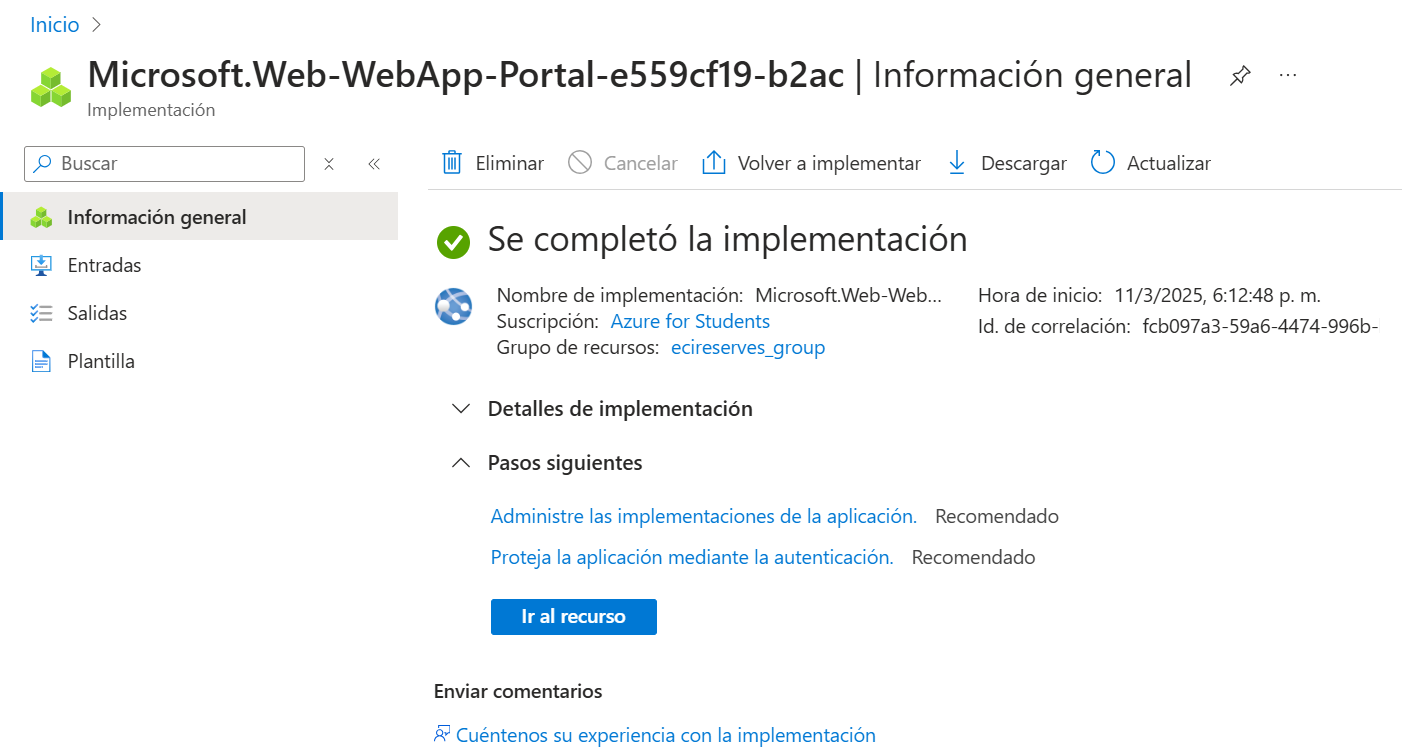 Inicio
Microsoft.Web-WebApp-Portal-e559cf19-b2ac | Información general
Implementación
Buscar
Eliminar Cancelar Volver a implementar Descargar Actualizar
Información general
Entradas
Salidas
Plantilla
Se completó la implementación
Nombre de implementación: Microsoft.Web-Web...
Suscripción: Azure for Students
Grupo de recursos: ecireserves_group
Hora de inicio: 11/3/2025, 6:12:48 p. m.
Id. de correlación: fcb097a3-59a6-4474-996b-
Detalles de implementación
Pasos siguientes
Administre las implementaciones de la aplicación. Recomendado
Proteja la aplicación mediante la autenticación. Recomendado
Ir al recurso
Enviar comentarios
Cuéntenos su experiencia con la implementación